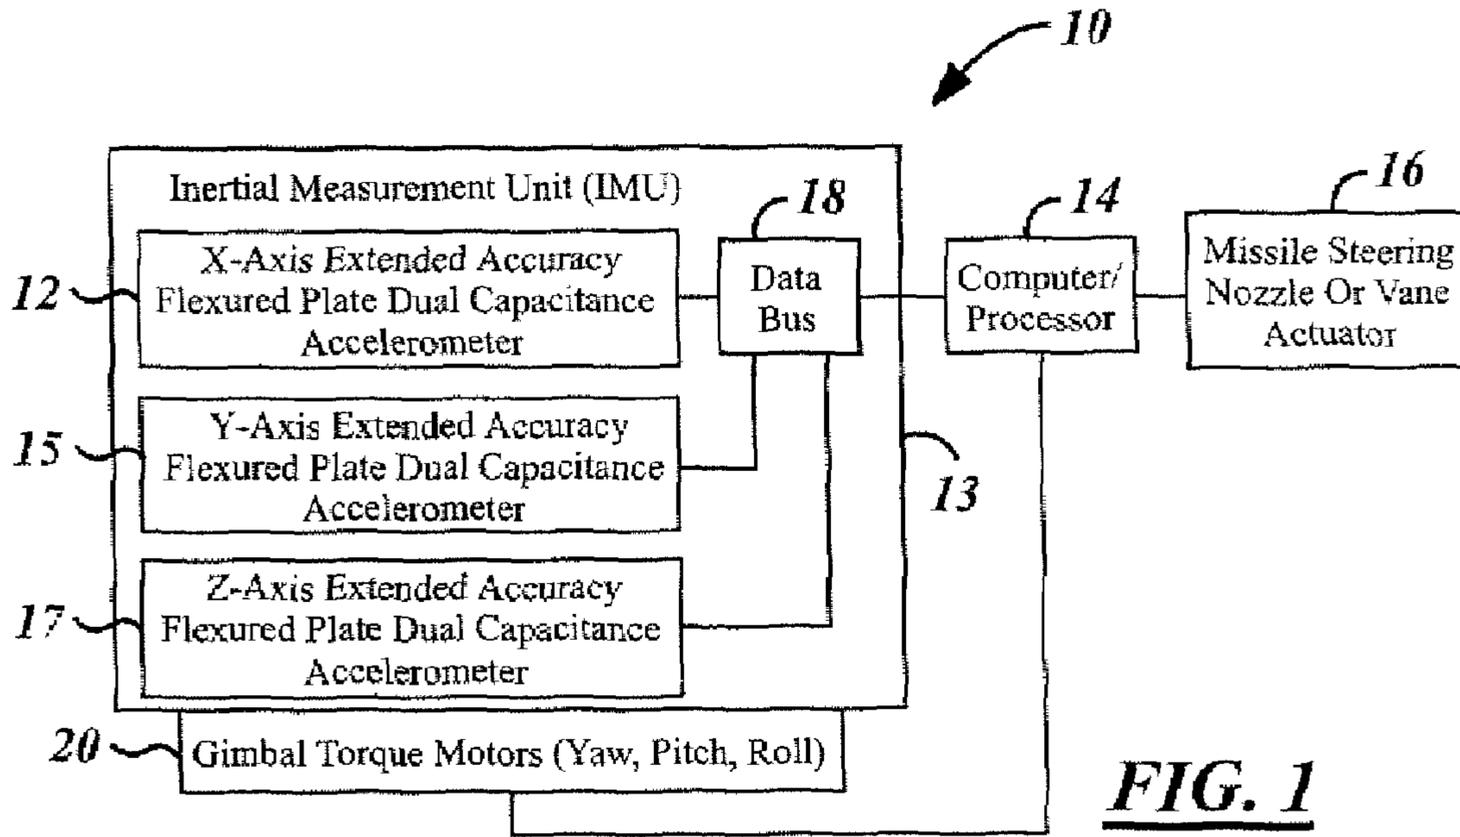 10
Inertial Measurement Unit (IMU)
18
14
16
12
X-Axis Extended Accuracy
Flexured Plate Dual Capacitance
Accelerometer
Data
Bus
Computer/
Processor
Missile Steering
Nozzle Or Vane
Actuator
15
Y-Axis Extended Accuracy
Flexured Plate Dual Capacitance
Accelerometer
13
17
Z-Axis Extended Accuracy
Flexured Plate Dual Capacitance
Accelerometer
20
Gimbal Torque Motors (Yaw, Pitch, Roll)
FIG. 1